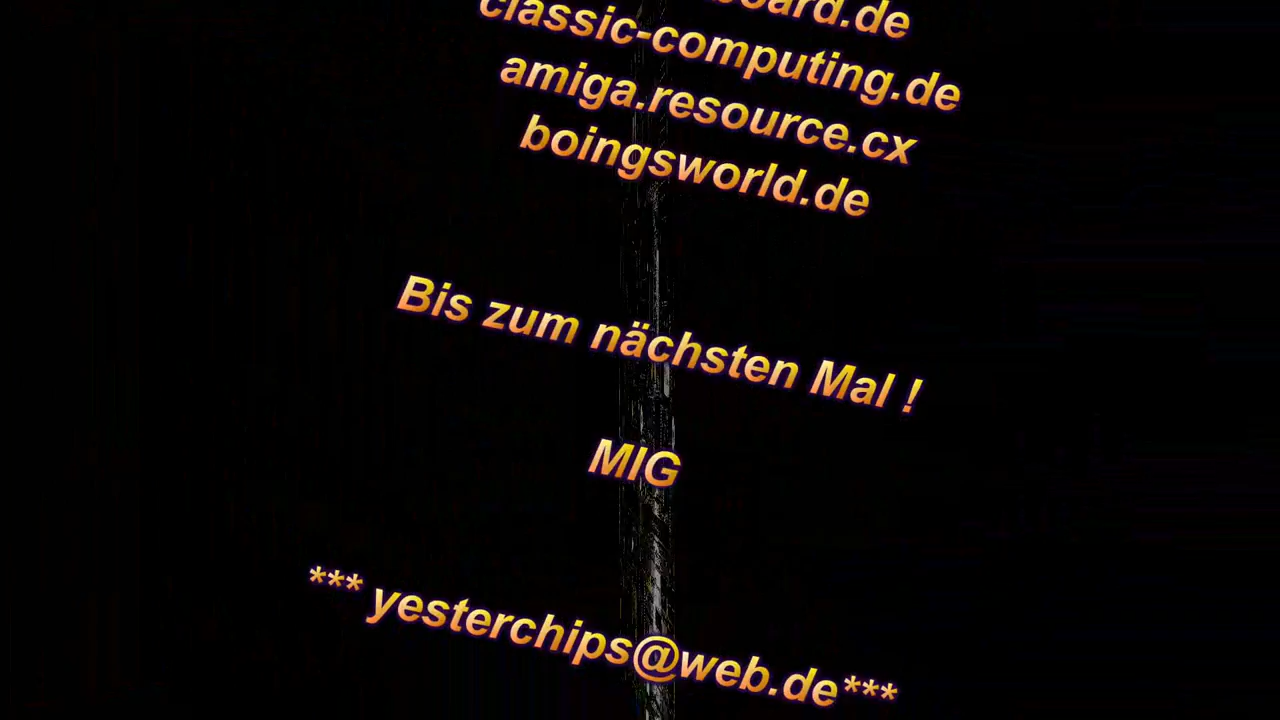 classic-computing.de
amiga.resource.cx
boingsworld.de
Bis zum nächsten Mal !
MIG
*** yesterchips@web.de***